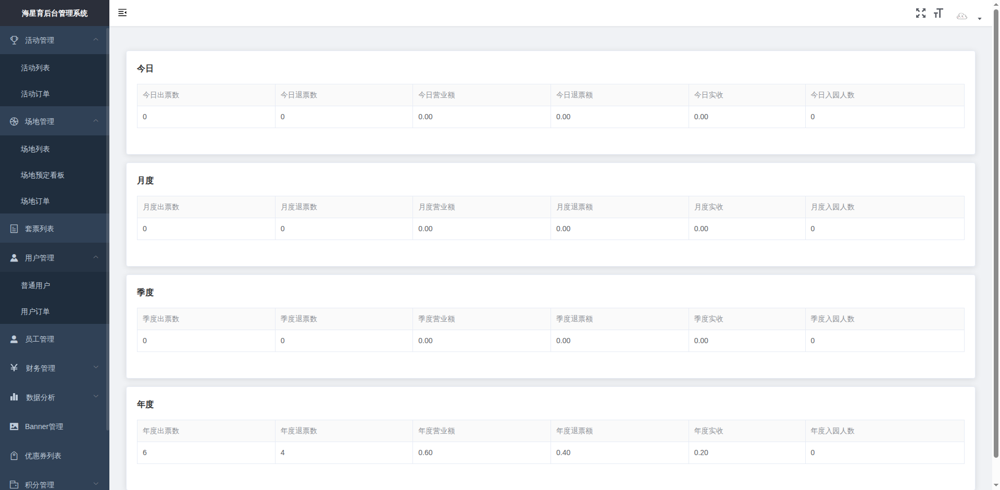 海星育后台管理系统
活动管理
活动列表
活动订单
场地管理
场地列表
场地预定看板
场地订单
套票列表
用户管理
普通用户
用户订单
员工管理
财务管理
数据分析
Banner管理
优惠券列表
积分管理
今日
今日出票数 今日退票数 今日营业额 今日退票额 今日实收 今日入园人数
0 0 0.00 0.00 0.00 0
月度
月度出票数 月度退票数 月度营业额 月度退票额 月度实收 月度入园人数
0 0 0.00 0.00 0.00 0
季度
季度出票数 季度退票数 季度营业额 季度退票额 季度实收 季度入园人数
0 0 0.00 0.00 0.00 0
年度
年度出票数 年度退票数 年度营业额 年度退票额 年度实收 年度入园人数
6 4 0.60 0.40 0.20 0